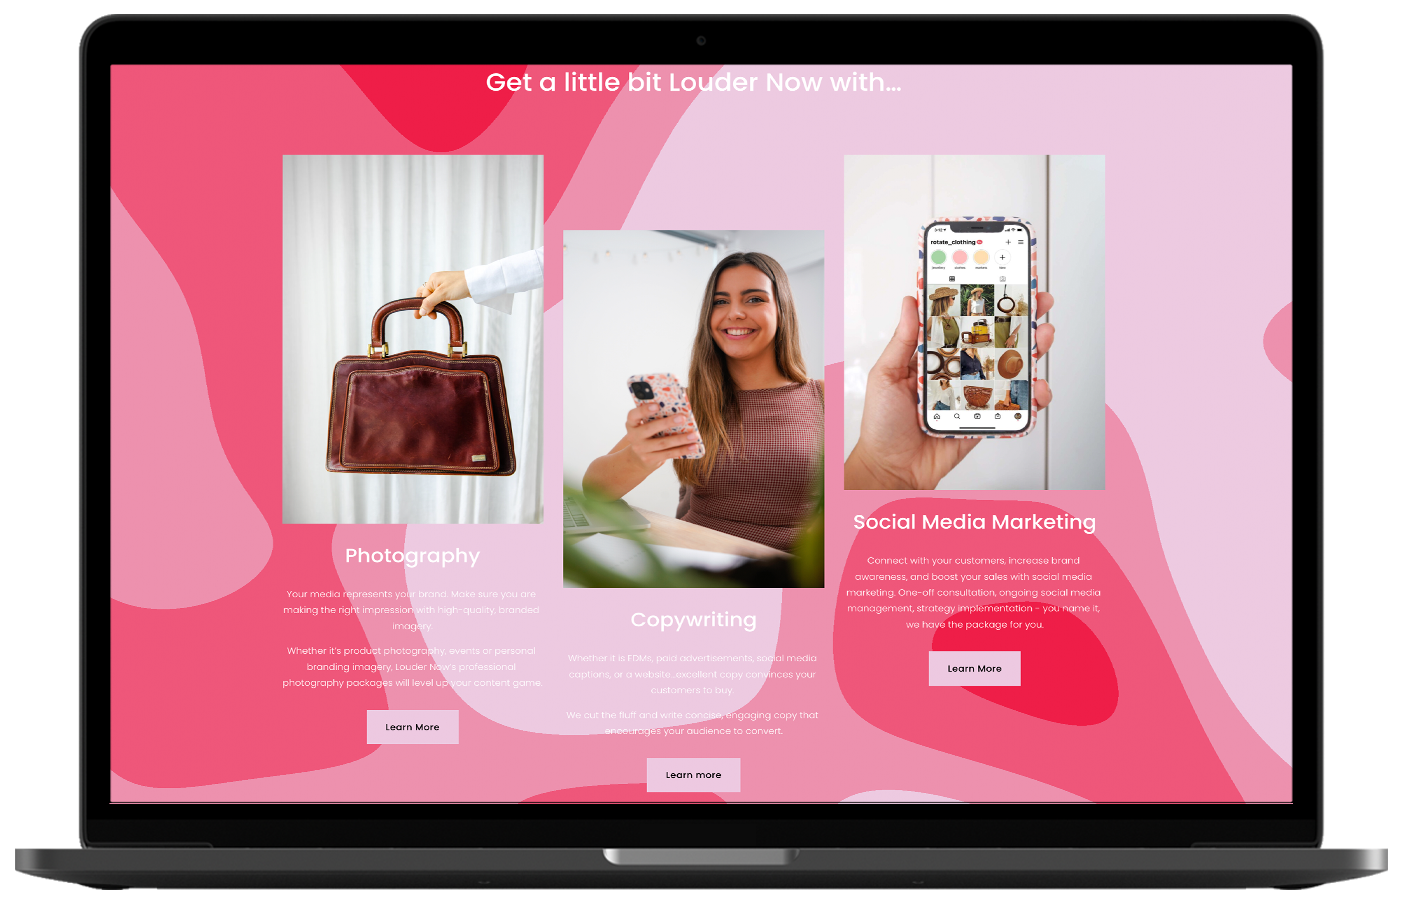 Get a little bit Louder Now with...
Photography
Your media represents your brand. Make sure you are
making the right impression with high-quality, branded
imagery
Whether it's product photography, events or personal
branding imagery, Louder Now's professional
photography packages will level up your content game.
Learn More
Copywriting
Whether it is EDMs, paid advertisements, social media
captions, or a website...excellent copy convinces your
customers to buy
We cut the fluff and write concise, engaging copy that
encourages your audience to convert.
Learn more
rotate_clothing
Social Media Marketing
Connect with your customers, increase brand
awareness, and boost your sales with social media
marketing. One-off consultation, ongoing social media
management, strategy implementation - you name it,
we have the package for you.
Learn More